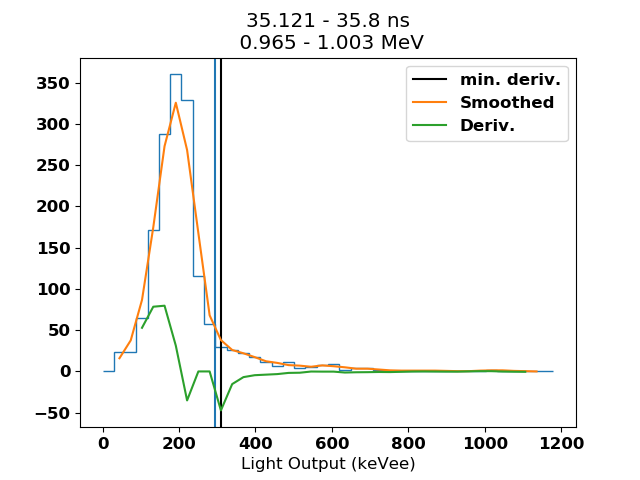 35.121 - 35.8 ns
0.965 - 1.003 MeV
min. deriv.
Smoothed
Deriv.
350
300
250
200
150
100
50
0
−50
0 200 400 600 800 1000 1200
Light Output (keVee)